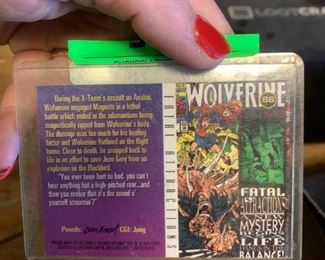 LOOTCRA
During the X-Team's assault on Avalon,
Wolverine engaged Magneto in a lethal
battle which ended in the adamantium being
magnetically ripped from Wolverine's body.
The damage was too much for his healing
factor and Wolverine flatlined on the flight
home. Close to death, he snapped back to
life in an effort to save Jean Grey from an
explosion on the Blackbird.
"You ever been hurt so bad, you can't
hear anything but a high-pitched roar...and
then you realize that it's the sound o'
yourself screamin'?"
Pencils:
CGI: Jung
FATAL ATTRACTIONS
WOLVERINE
FATAL
ATTRACTIONS
MYSTERY
LIFE
BALANCE!